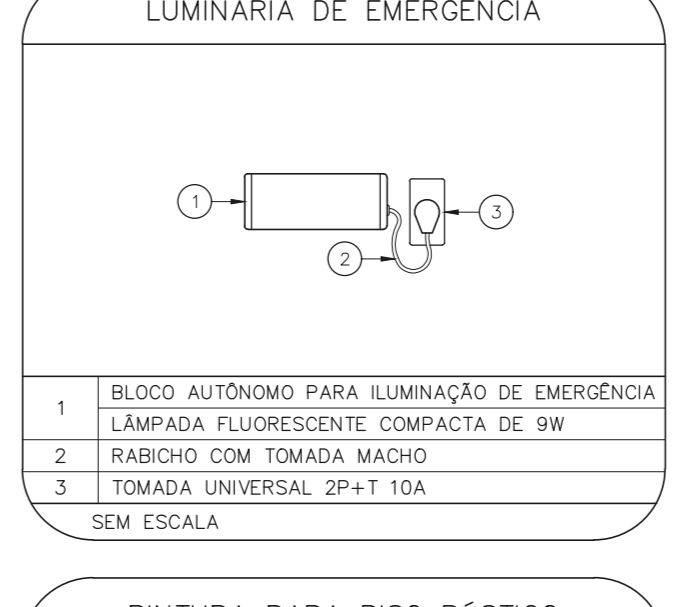 LUMINÁRIA DE EMERGÊNCIA
1
3
2
1 BLOCO AUTÔNOMO PARA ILUMINAÇÃO DE EMERGÊNCIA
LÂMPADA FLUORESCENTE COMPACTA DE 9W
2 RABICHO COM TOMADA MACHO
3 TOMADA UNIVERSAL 2P+T 10A
SEM ESCALA